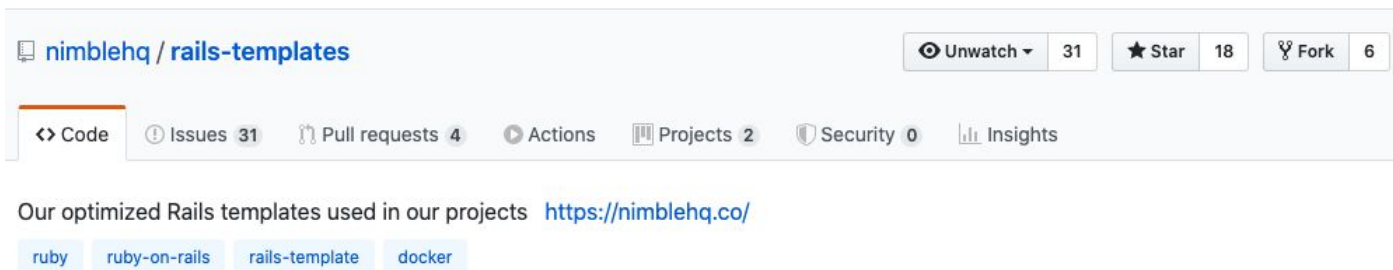 nimblehq / rails-templates Unwatch 31 Star 18 Fork 6
Code Issues 31 Pull requests 4 Actions Projects 2 Security 0 Insights
Our optimized Rails templates used in our projects https://nimblehq.co/
ruby ruby-on-rails rails-template docker